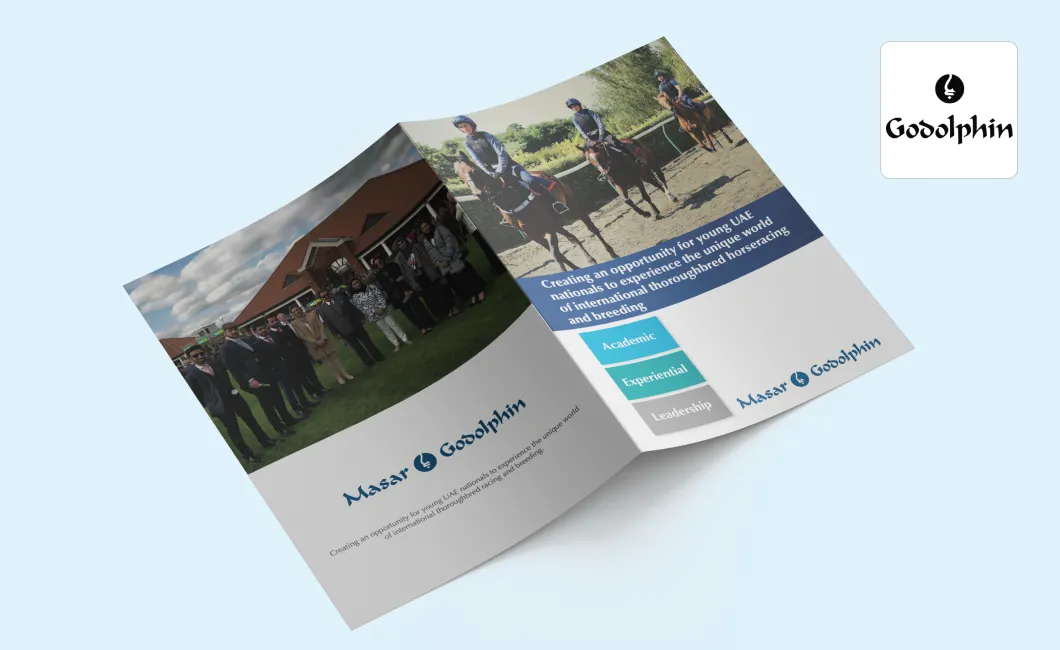 Godolphin
Creating an opportunity for young UAE
nationals to experience the unique world
of international thoroughbred horseracing
and breeding
Academic
Experiential
Leadership
Masar Godolphin
Masar Godolphin
Creating an opportunity for young UAE nationals to experience the unique world
of international thoroughbred racing and breeding.